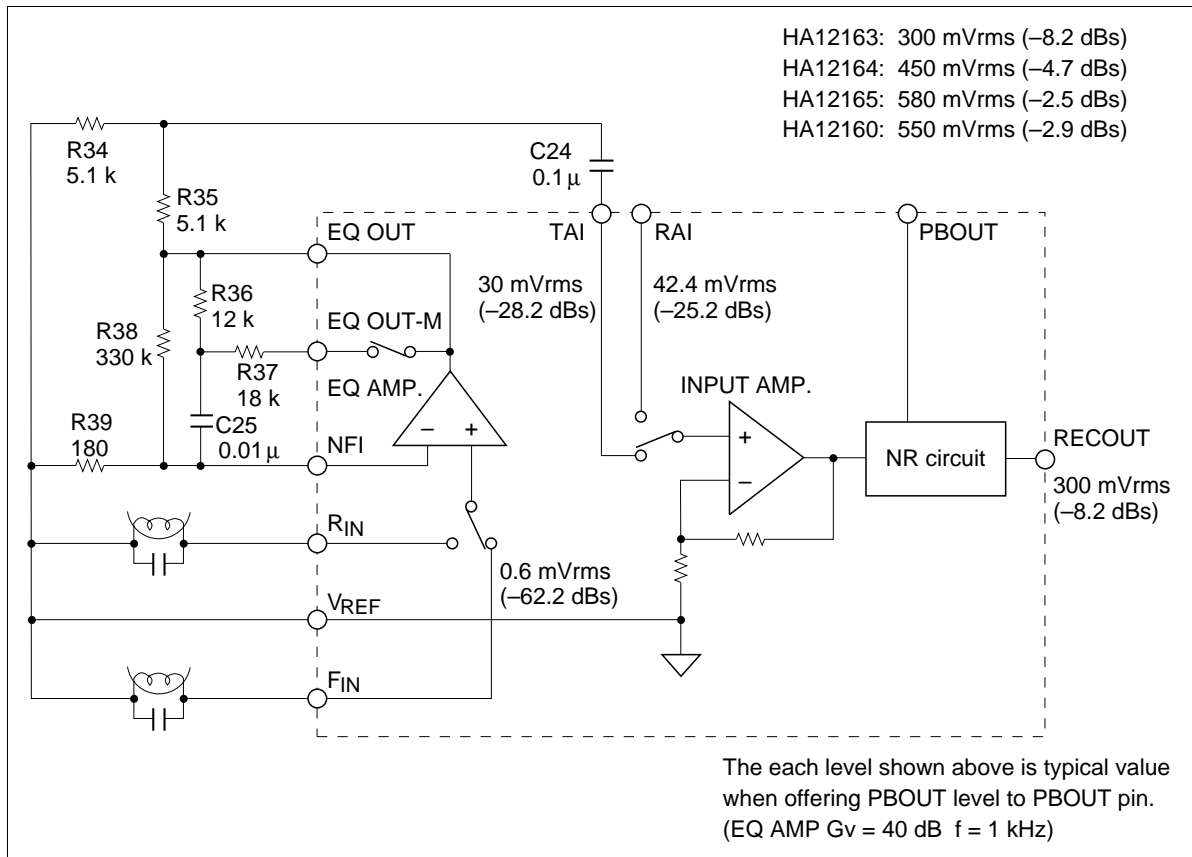 HA12163: 300 mVrms (–8.2 dBs)
HA12164: 450 mVrms (–4.7 dBs)
HA12165: 580 mVrms (–2.5 dBs)
HA12160: 550 mVrms (–2.9 dBs)
R34
5.1 k
C24
0.1 μ
R35
5.1 k
EQ OUT
TAI
RAI
PBOUT
30 mVrms
(–28.2 dBs)
42.4 mVrms
(–25.2 dBs)
R36
12 k
R38
330 k
EQ OUT-M
R37
18 k
EQ AMP.
INPUT AMP.
R39
180
C25
0.01 μ
NFI
– +
+
–
NR circuit
RECOUT
300 mVrms
(–8.2 dBs)
RIN
0.6 mVrms
(–62.2 dBs)
VREF
FIN
The each level shown above is typical value
when offering PBOUT level to PBOUT pin.
(EQ AMP Gv = 40 dB f = 1 kHz)